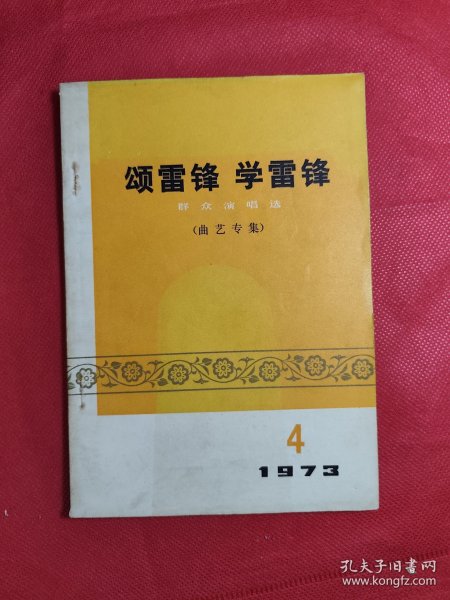 颂雷锋 学雷锋
群众演唱选
(曲艺专集)
4
1973
孔夫子旧书网
www.kongfz.com